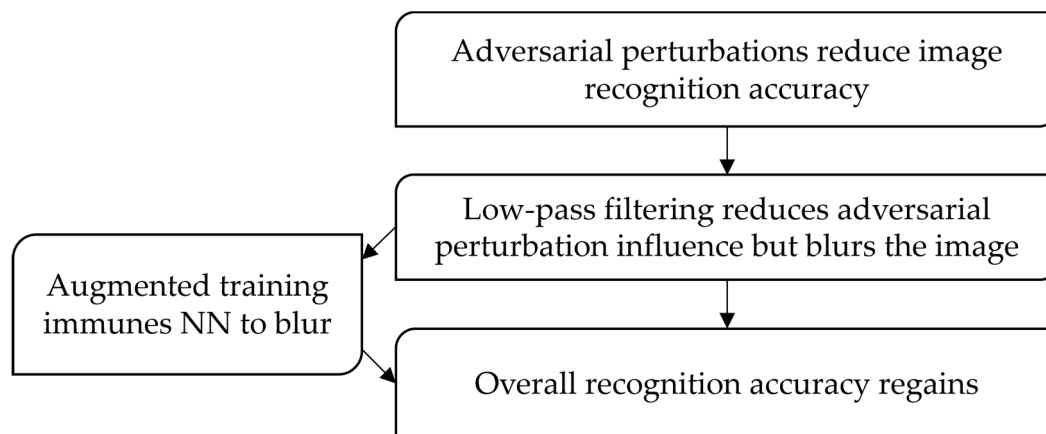 Adversarial perturbations reduce image
recognition accuracy
Low-pass filtering reduces adversarial
perturbation influence but blurs the image
Augmented training
immunes NN to blur
Overall recognition accuracy regains